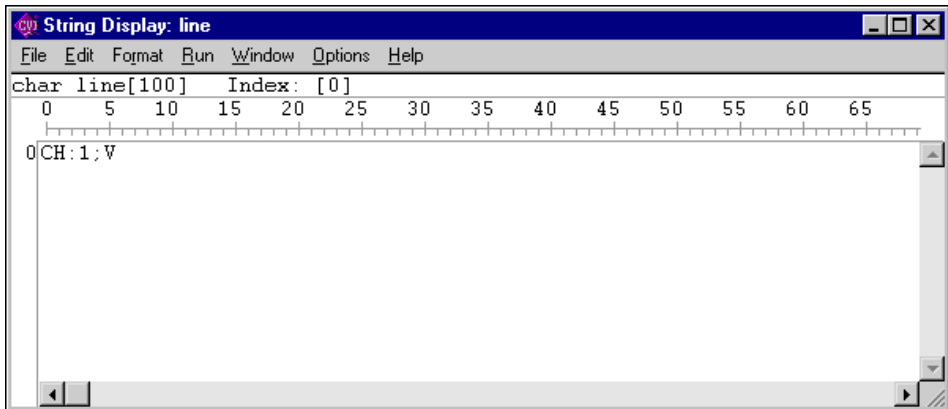 cvi String Display: line
File Edit Format Run Window Options Help
char line[100] Index: [0]
0 5 10 15 20 25 30 35 40 45 50 55 60 65
0 CH:1;V